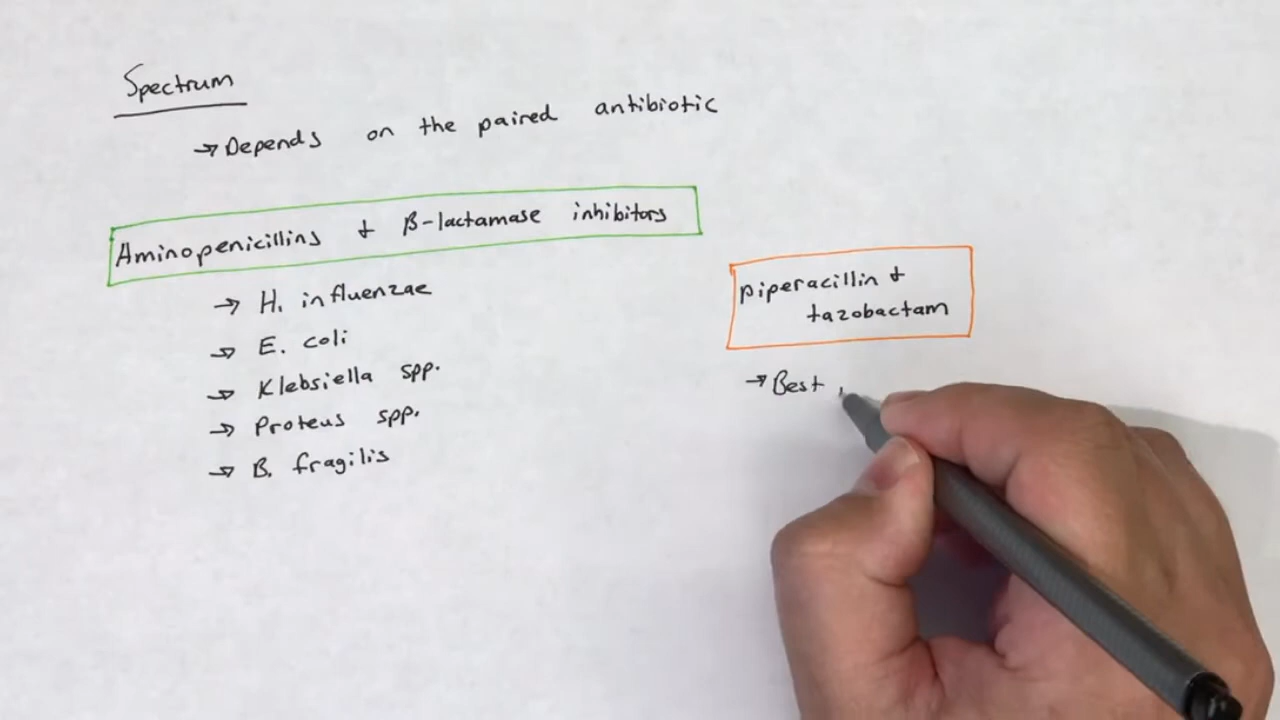 Spectrum
→ Depends on the paired antibiotic
Aminopenicillins + β-lactamase inhibitors
→ H. influenzae
→ E. coli
→ Klebsiella spp.
→ Proteus spp.
→ B. fragilis
piperacillin +
tazobactam
→ Best